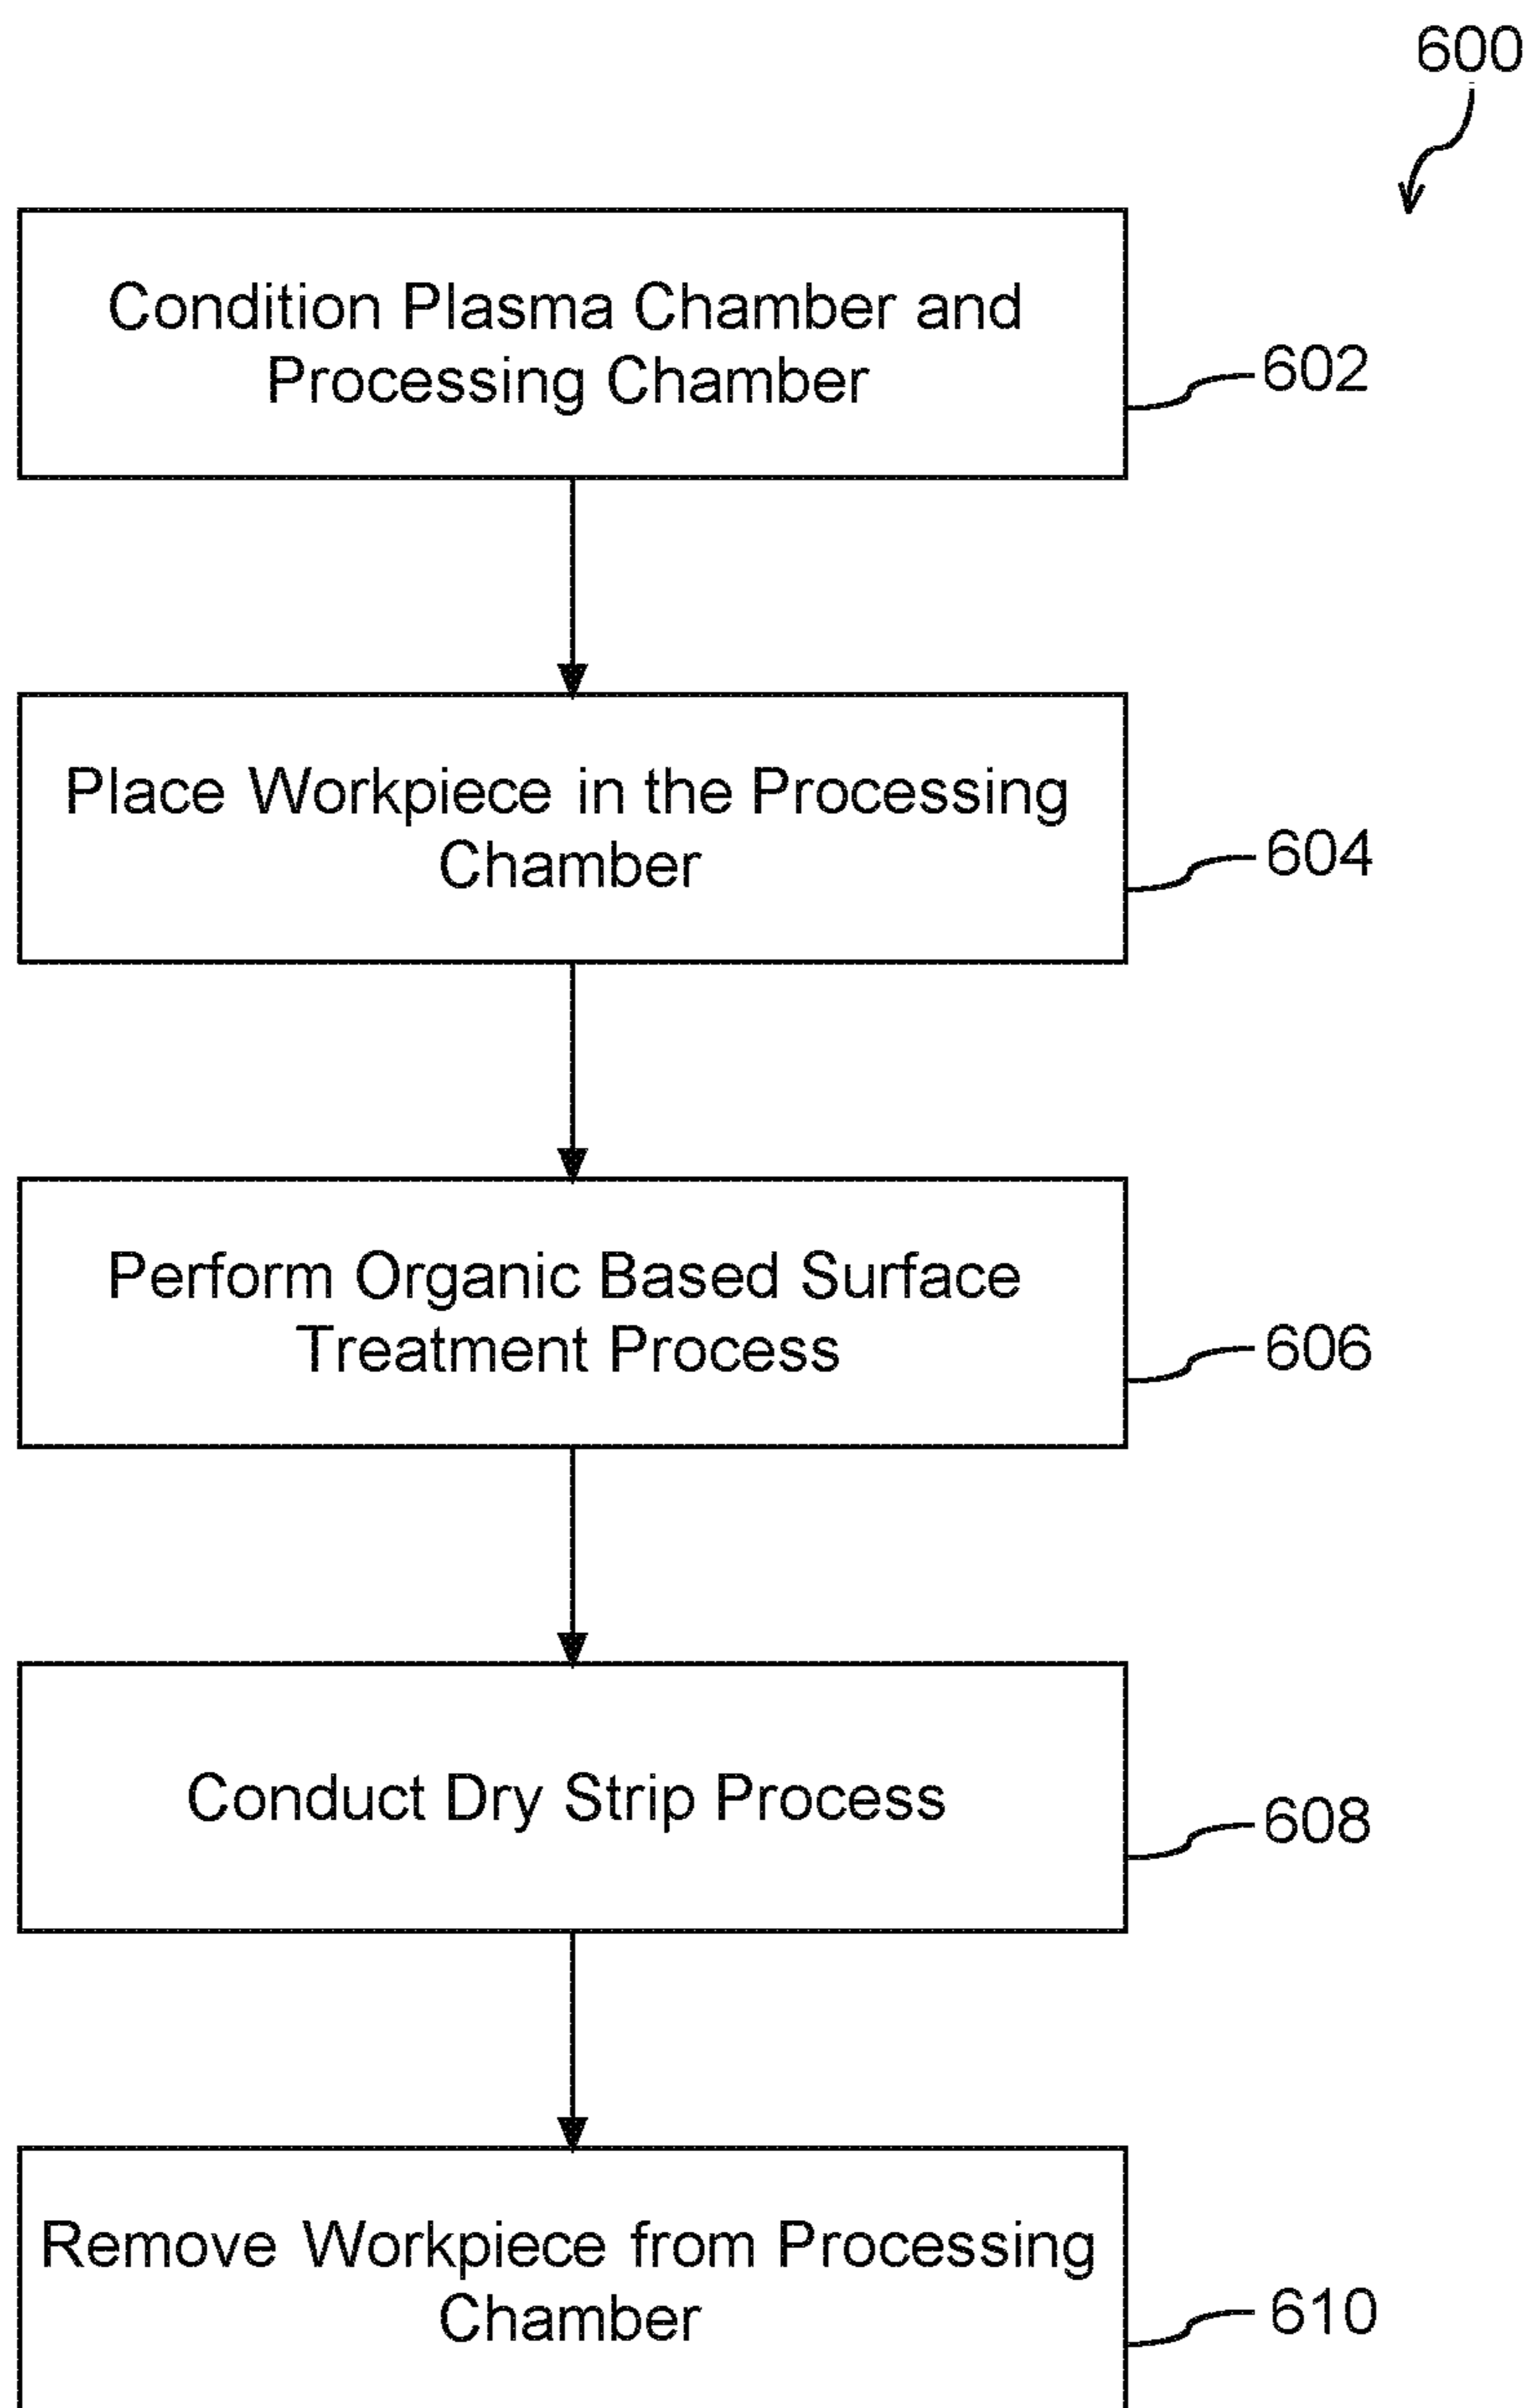 600
Condition Plasma Chamber and
Processing Chamber
602
Place Workpiece in the Processing
Chamber
604
Perform Organic Based Surface
Treatment Process
606
Conduct Dry Strip Process
608
Remove Workpiece from Processing
Chamber
610